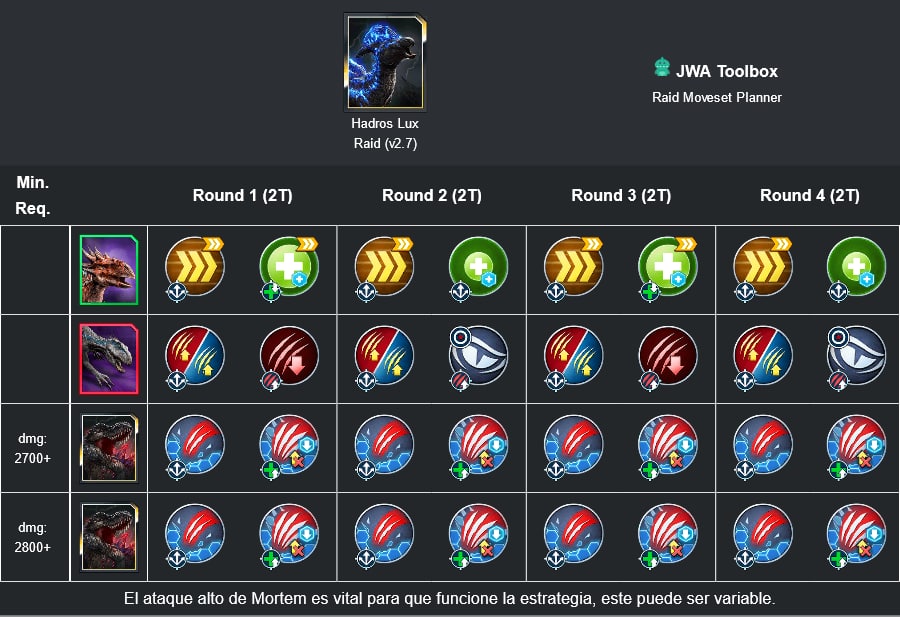 Hadros Lux
Raid (v2.7)
JWA Toolbox
Raid Moveset Planner
Min.
Req.
Round 1 (2T)
Round 2 (2T)
Round 3 (2T)
Round 4 (2T)
dmg:
2700+
dmg:
2800+
El ataque alto de Mortem es vital para que funcione la estrategia, este puede ser variable.